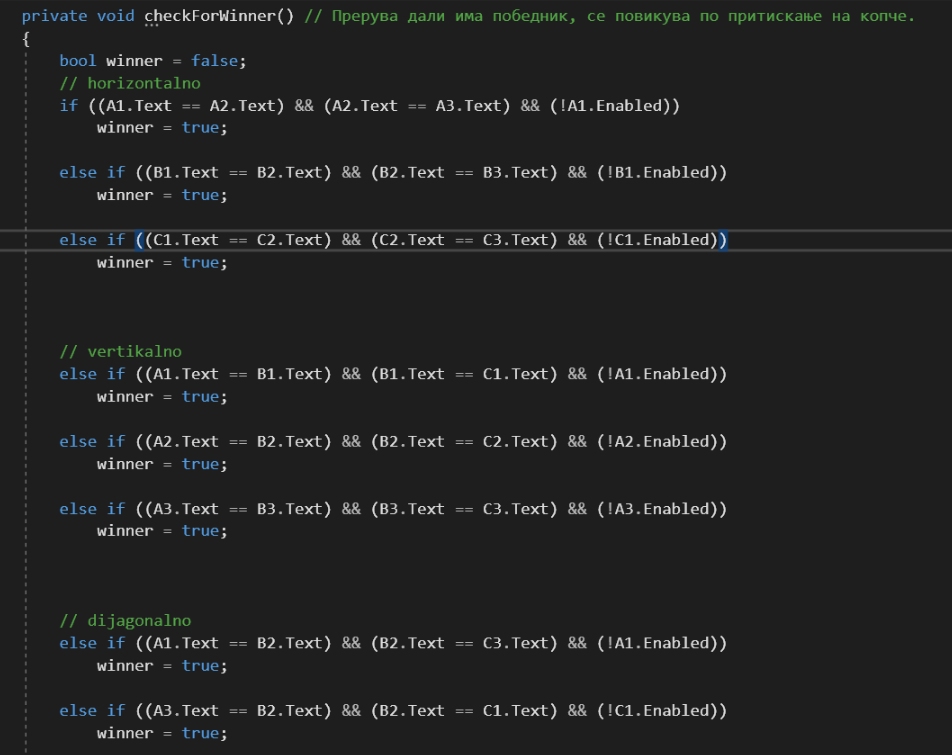 private void checkForWinner() // Прерува дали има победник, се повикува по притискање на копче.
{
bool winner = false;
// horizontalno
if ((A1.Text == A2.Text) && (A2.Text == A3.Text) && (!A1.Enabled))
winner = true;
else if ((B1.Text == B2.Text) && (B2.Text == B3.Text) && (!B1.Enabled))
winner = true;
else if ((C1.Text == C2.Text) && (C2.Text == C3.Text) && (!C1.Enabled))
winner = true;
// vertikalno
else if ((A1.Text == B1.Text) && (B1.Text == C1.Text) && (!A1.Enabled))
winner = true;
else if ((A2.Text == B2.Text) && (B2.Text == C2.Text) && (!A2.Enabled))
winner = true;
else if ((A3.Text == B3.Text) && (B3.Text == C3.Text) && (!A3.Enabled))
winner = true;
// dijagonalno
else if ((A1.Text == B2.Text) && (B2.Text == C3.Text) && (!A1.Enabled))
winner = true;
else if ((A3.Text == B2.Text) && (B2.Text == C1.Text) && (!C1.Enabled))
winner = true;